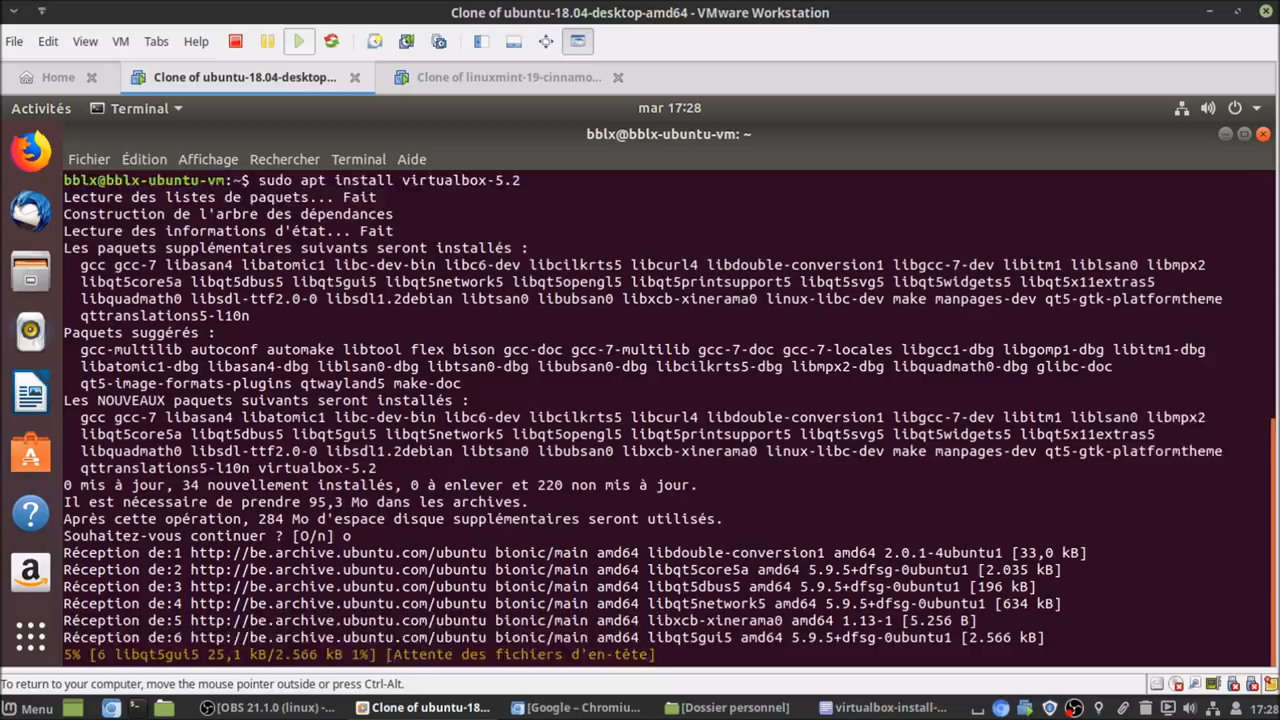 Clone of ubuntu-18.04-desktop-amd64 - VMware Workstation
File Edit View VM Tabs Help
Home Clone of ubuntu-18.04-desktop... Clone of linuxmint-19-cinnamo...
Activités Terminal mar 17:28
bblx@bblx-ubuntu-vm: ~
Fichier Édition Affichage Rechercher Terminal Aide
bblx@bblx-ubuntu-vm:~$ sudo apt install virtualbox-5.2
Lecture des listes de paquets... Fait
Construction de l'arbre des dépendances
Lecture des informations d'état... Fait
Les paquets supplémentaires suivants seront installés :
gcc gcc-7 libasan4 libatomic1 libc-dev-bin libc6-dev libcilkrts5 libcurl4 libdouble-conversion1 libgcc-7-dev libitm1 liblsan0 libmpx2
libqt5core5a libqt5dbus5 libqt5gui5 libqt5network5 libqt5opengl5 libqt5printsupport5 libqt5svg5 libqt5widgets5 libqt5x11extras5
libquadmath0 libsdl-ttf2.0-0 libsdl1.2debian libtsan0 libubsan0 libxcb-xinerama0 linux-libc-dev make manpages-dev qt5-gtk-platformtheme
qttranslations5-l10n
Paquets suggérés :
gcc-multilib autoconf automake libtool flex bison gcc-doc gcc-7-multilib gcc-7-doc gcc-7-locales libgcc1-dbg libgomp1-dbg libitm1-dbg
libatomic1-dbg libasan4-dbg liblsan0-dbg libtsan0-dbg libubsan0-dbg libcilkrts5-dbg libmpx2-dbg libquadmath0-dbg glibc-doc
qt5-image-formats-plugins qtwayland5 make-doc
Les NOUVEAUX paquets suivants seront installés :
gcc gcc-7 libasan4 libatomic1 libc-dev-bin libc6-dev libcilkrts5 libcurl4 libdouble-conversion1 libgcc-7-dev libitm1 liblsan0 libmpx2
libqt5core5a libqt5dbus5 libqt5gui5 libqt5network5 libqt5opengl5 libqt5printsupport5 libqt5svg5 libqt5widgets5 libqt5x11extras5
libquadmath0 libsdl-ttf2.0-0 libsdl1.2debian libtsan0 libubsan0 libxcb-xinerama0 linux-libc-dev make manpages-dev qt5-gtk-platformtheme
qttranslations5-l10n virtualbox-5.2
0 mis à jour, 34 nouvellement installés, 0 à enlever et 220 non mis à jour.
Il est nécessaire de prendre 95,3 Mo dans les archives.
Après cette opération, 284 Mo d'espace disque supplémentaires seront utilisés.
Souhaitez-vous continuer ? [O/n] o
Réception de:1 http://be.archive.ubuntu.com/ubuntu bionic/main amd64 libdouble-conversion1 amd64 2.0.1-4ubuntu1 [33,0 kB]
Réception de:2 http://be.archive.ubuntu.com/ubuntu bionic/main amd64 libqt5core5a amd64 5.9.5+dfsg-0ubuntu1 [2.035 kB]
Réception de:3 http://be.archive.ubuntu.com/ubuntu bionic/main amd64 libqt5dbus5 amd64 5.9.5+dfsg-0ubuntu1 [196 kB]
Réception de:4 http://be.archive.ubuntu.com/ubuntu bionic/main amd64 libqt5network5 amd64 5.9.5+dfsg-0ubuntu1 [634 kB]
Réception de:5 http://be.archive.ubuntu.com/ubuntu bionic/main amd64 libxcb-xinerama0 amd64 1.13-1 [5.256 B]
Réception de:6 http://be.archive.ubuntu.com/ubuntu bionic/main amd64 libqt5gui5 amd64 5.9.5+dfsg-0ubuntu1 [2.566 kB]
5% [6 libqt5gui5 25,1 kB/2.566 kB 1%] [Attente des fichiers d'en-tête]
To return to your computer, move the mouse pointer outside or press Ctrl-Alt.
Menu [OBS 21.1.0 (linux) -... Clone of ubuntu-18... [Google – Chromiu... [Dossier personnel] virtualbox-install-... 17:28